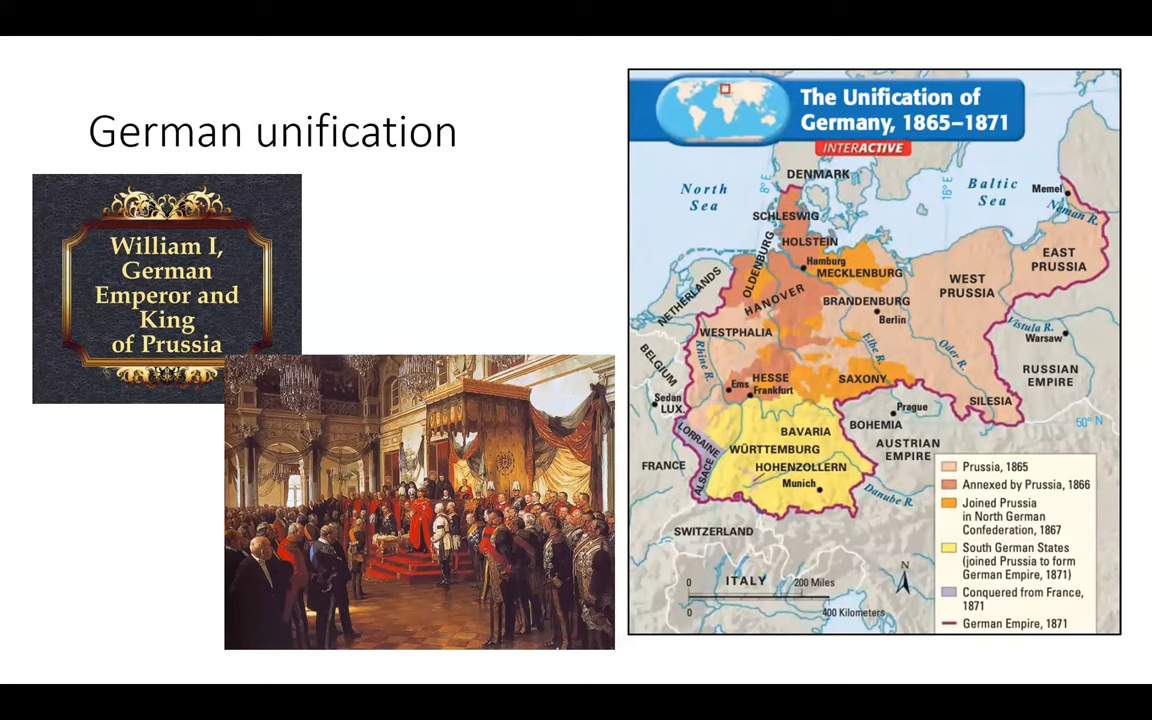 German unification
William I,
German
Emperor and
King
of Prussia
The Unification of
Germany, 1865–1871
INTERACTIVE
DENMARK
North
Sea
8° E
16° E
Baltic
Sea
Memel
Neman R.
SCHLESWIG
HOLSTEIN
Hamburg
MECKLENBURG
OLDENBURG
HANOVER
NETHERLANDS
EAST
PRUSSIA
WEST
PRUSSIA
BRANDENBURG
Berlin
WESTPHALIA
Rhine R.
Elbe R.
Oder R.
Vistula R.
Warsaw
BELGIUM
RUSSIAN
EMPIRE
Ems
HESSE
Frankfurt
SAXONY
Sedan
LUX.
SILESIA
Prague
BOHEMIA
50° N
LORRAINE
ALSACE
BAVARIA
WÜRTTEMBURG
HOHENZOLLERN
Munich
FRANCE
AUSTRIAN
EMPIRE
Danube R.
SWITZERLAND
ITALY
0
200 Miles
0
400 Kilometers
N
Prussia, 1865
Annexed by Prussia, 1866
Joined Prussia
in North German
Confederation, 1867
South German States
(joined Prussia to form
German Empire, 1871)
Conquered from France,
1871
German Empire, 1871